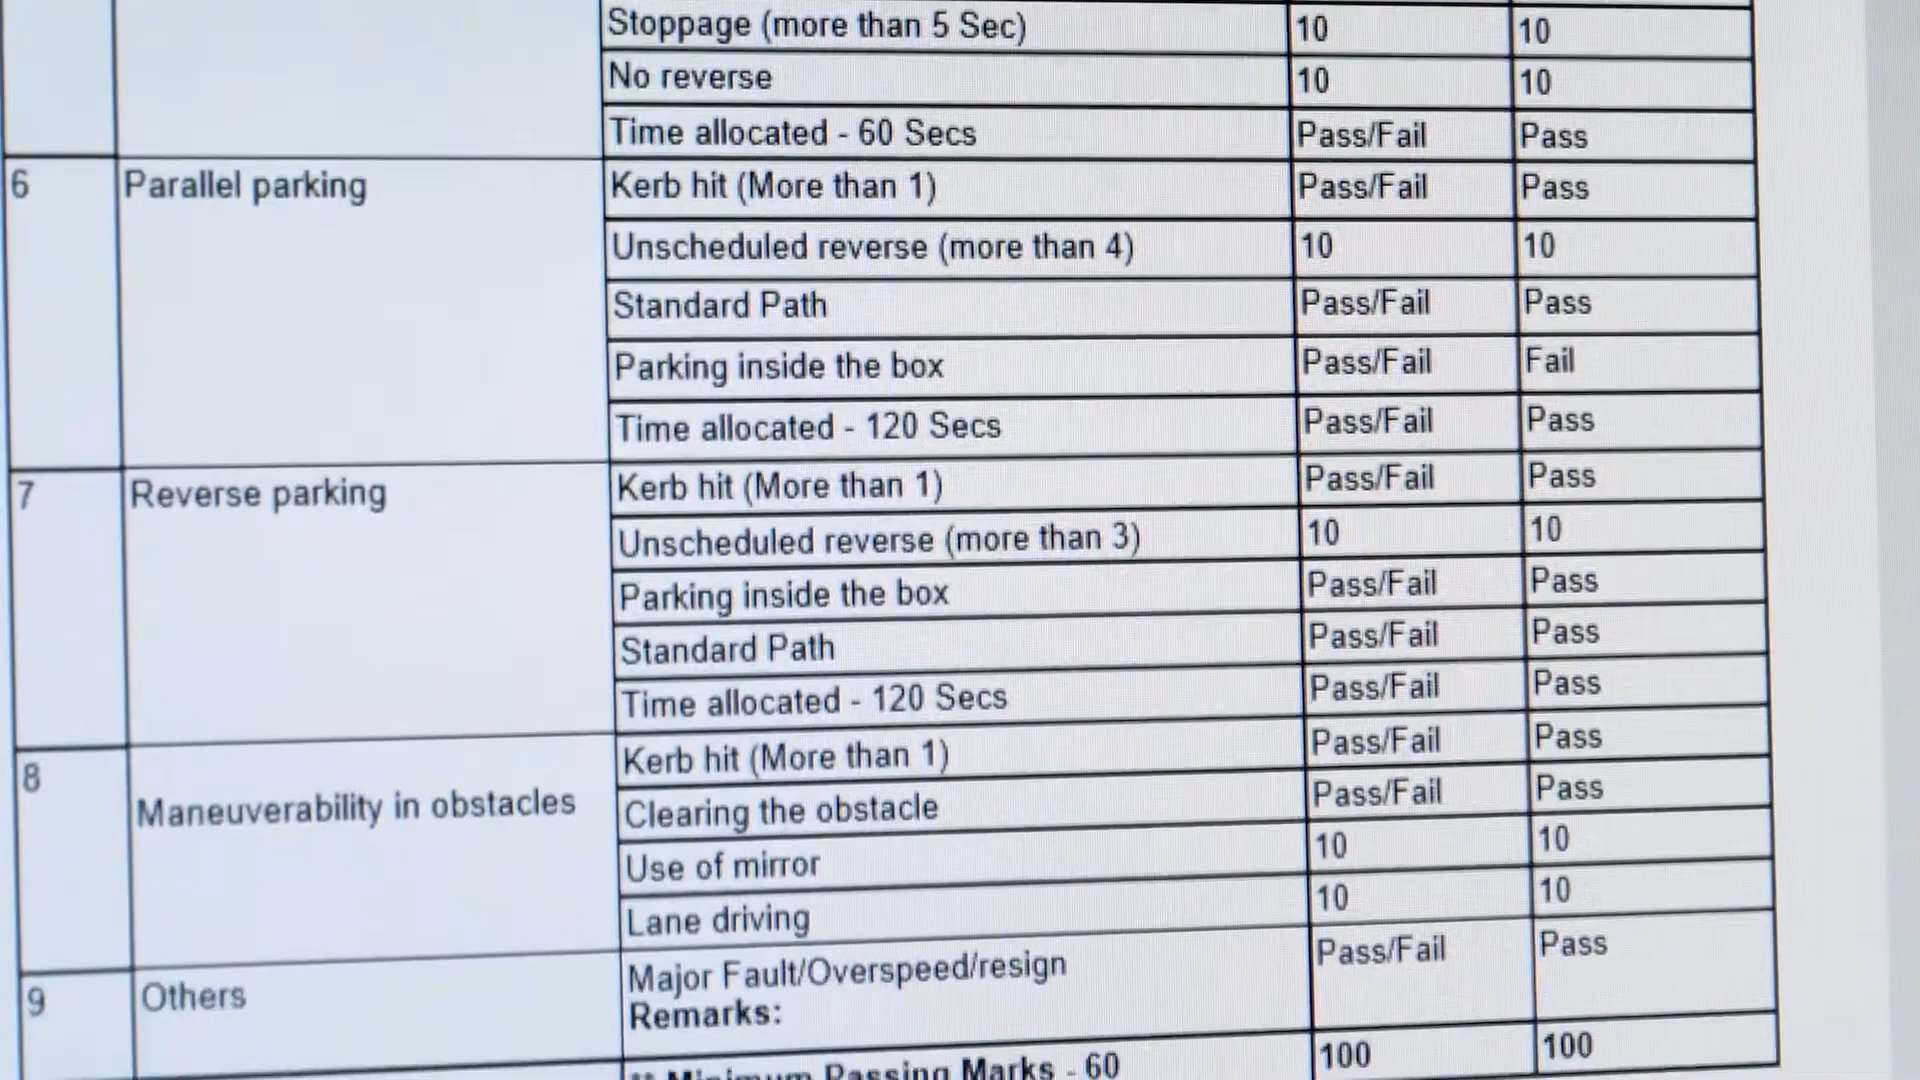 Stoppage (more than 5 Sec) 10 10
No reverse 10 10
Time allocated - 60 Secs Pass/Fail Pass
6 Parallel parking Kerb hit (More than 1) Pass/Fail Pass
Unscheduled reverse (more than 4) 10 10
Standard Path Pass/Fail Pass
Parking inside the box Pass/Fail Fail
Time allocated - 120 Secs Pass/Fail Pass
7 Reverse parking Kerb hit (More than 1) Pass/Fail Pass
Unscheduled reverse (more than 3) 10 10
Parking inside the box Pass/Fail Pass
Standard Path Pass/Fail Pass
Time allocated - 120 Secs Pass/Fail Pass
8 Maneuverability in obstacles Kerb hit (More than 1) Pass/Fail Pass
Clearing the obstacle Pass/Fail Pass
Use of mirror 10 10
Lane driving 10 10
9 Others Major Fault/Overspeed/resign Pass/Fail Pass
Remarks:
** Minimum Passing Marks - 60 100 100